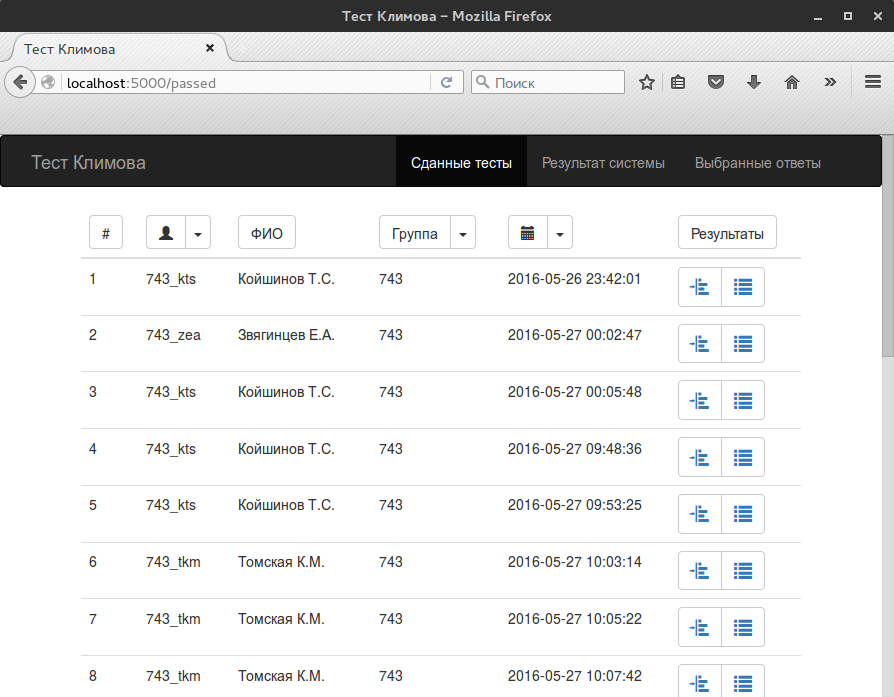 Тест Климова – Mozilla Firefox
Тест Климова
localhost:5000/passed
Поиск
Тест Климова Сданные тесты Результат системы Выбранные ответы
# ФИО Группа Результаты
1 743_kts Койшинов Т.С. 743 2016-05-26 23:42:01
2 743_zea Звягинцев Е.А. 743 2016-05-27 00:02:47
3 743_kts Койшинов Т.С. 743 2016-05-27 00:05:48
4 743_kts Койшинов Т.С. 743 2016-05-27 09:48:36
5 743_kts Койшинов Т.С. 743 2016-05-27 09:53:25
6 743_tkm Томская К.М. 743 2016-05-27 10:03:14
7 743_tkm Томская К.М. 743 2016-05-27 10:05:22
8 743_tkm Томская К.М. 743 2016-05-27 10:07:42